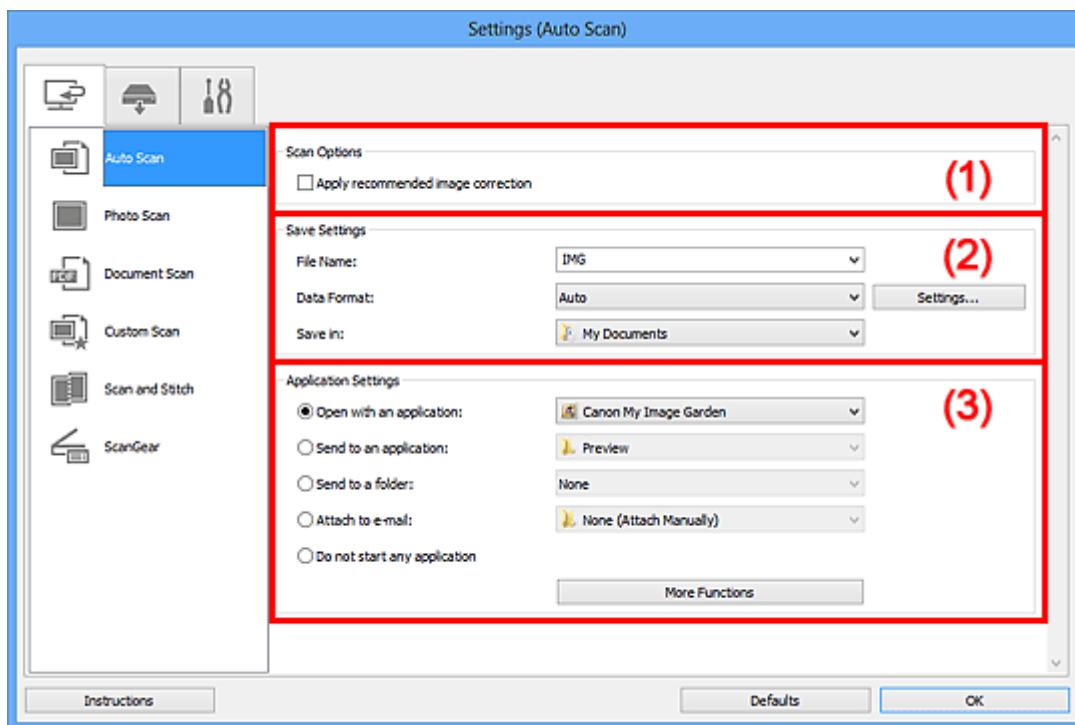 Settings (Auto Scan)
Auto Scan
Photo Scan
Document Scan
Custom Scan
Scan and Stitch
ScanGear
Scan Options
Apply recommended image correction
(1)
Save Settings
(2)
File Name: IMG
Data Format: Auto Settings...
Save in: My Documents
Application Settings
(3)
Open with an application: Canon My Image Garden
Send to an application: Preview
Send to a folder: None
Attach to e-mail: None (Attach Manually)
Do not start any application
More Functions
Instructions Defaults OK